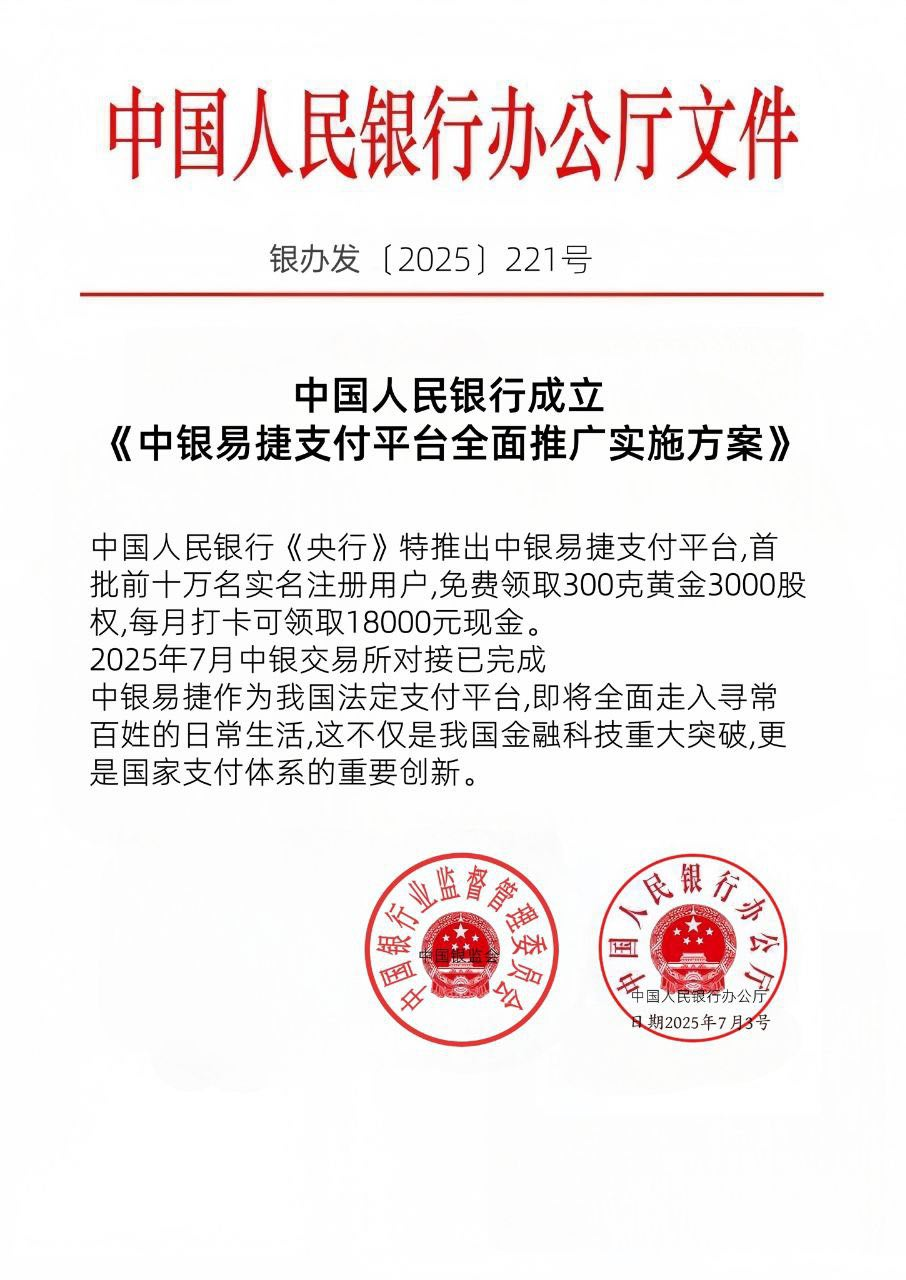 中国人民银行办公厅文件
银办发〔2025〕221号
中国人民银行成立
《中银易捷支付平台全面推广实施方案》
中国人民银行《央行》特推出中银易捷支付平台,首
批前十万名实名注册用户,免费领取300克黄金3000股
权,每月打卡可领取18000元现金。
2025年7月中银交易所对接已完成
中银易捷作为我国法定支付平台,即将全面走入寻常
百姓的日常生活,这不仅是我国金融科技重大突破,更
是国家支付体系的重要创新。
中国银行业监督管理委员会
中国银监会
中国人民银行办公厅
中国人民银行办公厅
日期2025年7月3号